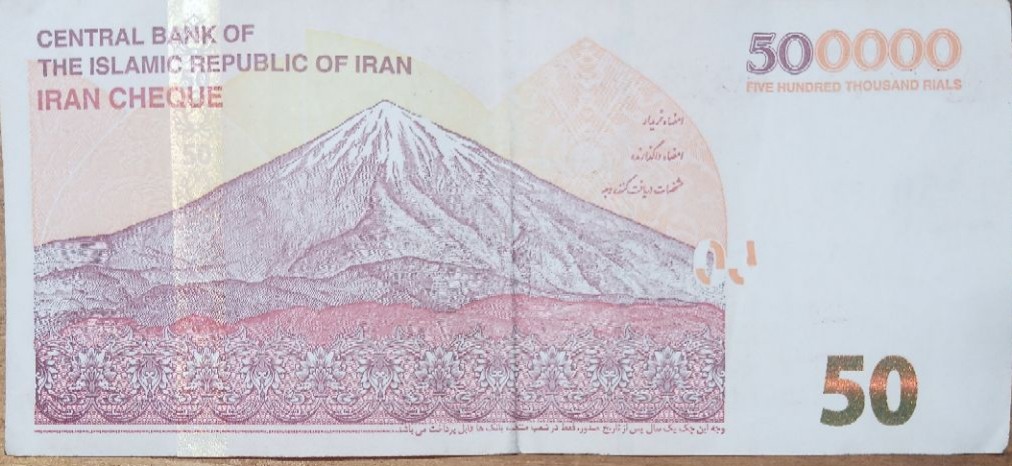 CENTRAL BANK OF
THE ISLAMIC REPUBLIC OF IRAN
IRAN CHEQUE
500000
FIVE HUNDRED THOUSAND RIALS
امضاء خریدار
امضاء واگذارنده
مشخصات دریافت کننده وجه
50
50
وجه این چک یک سال پس از تاریخ صدور، فقط در شعب منتخب بانک ها قابل پرداخت می باشد.